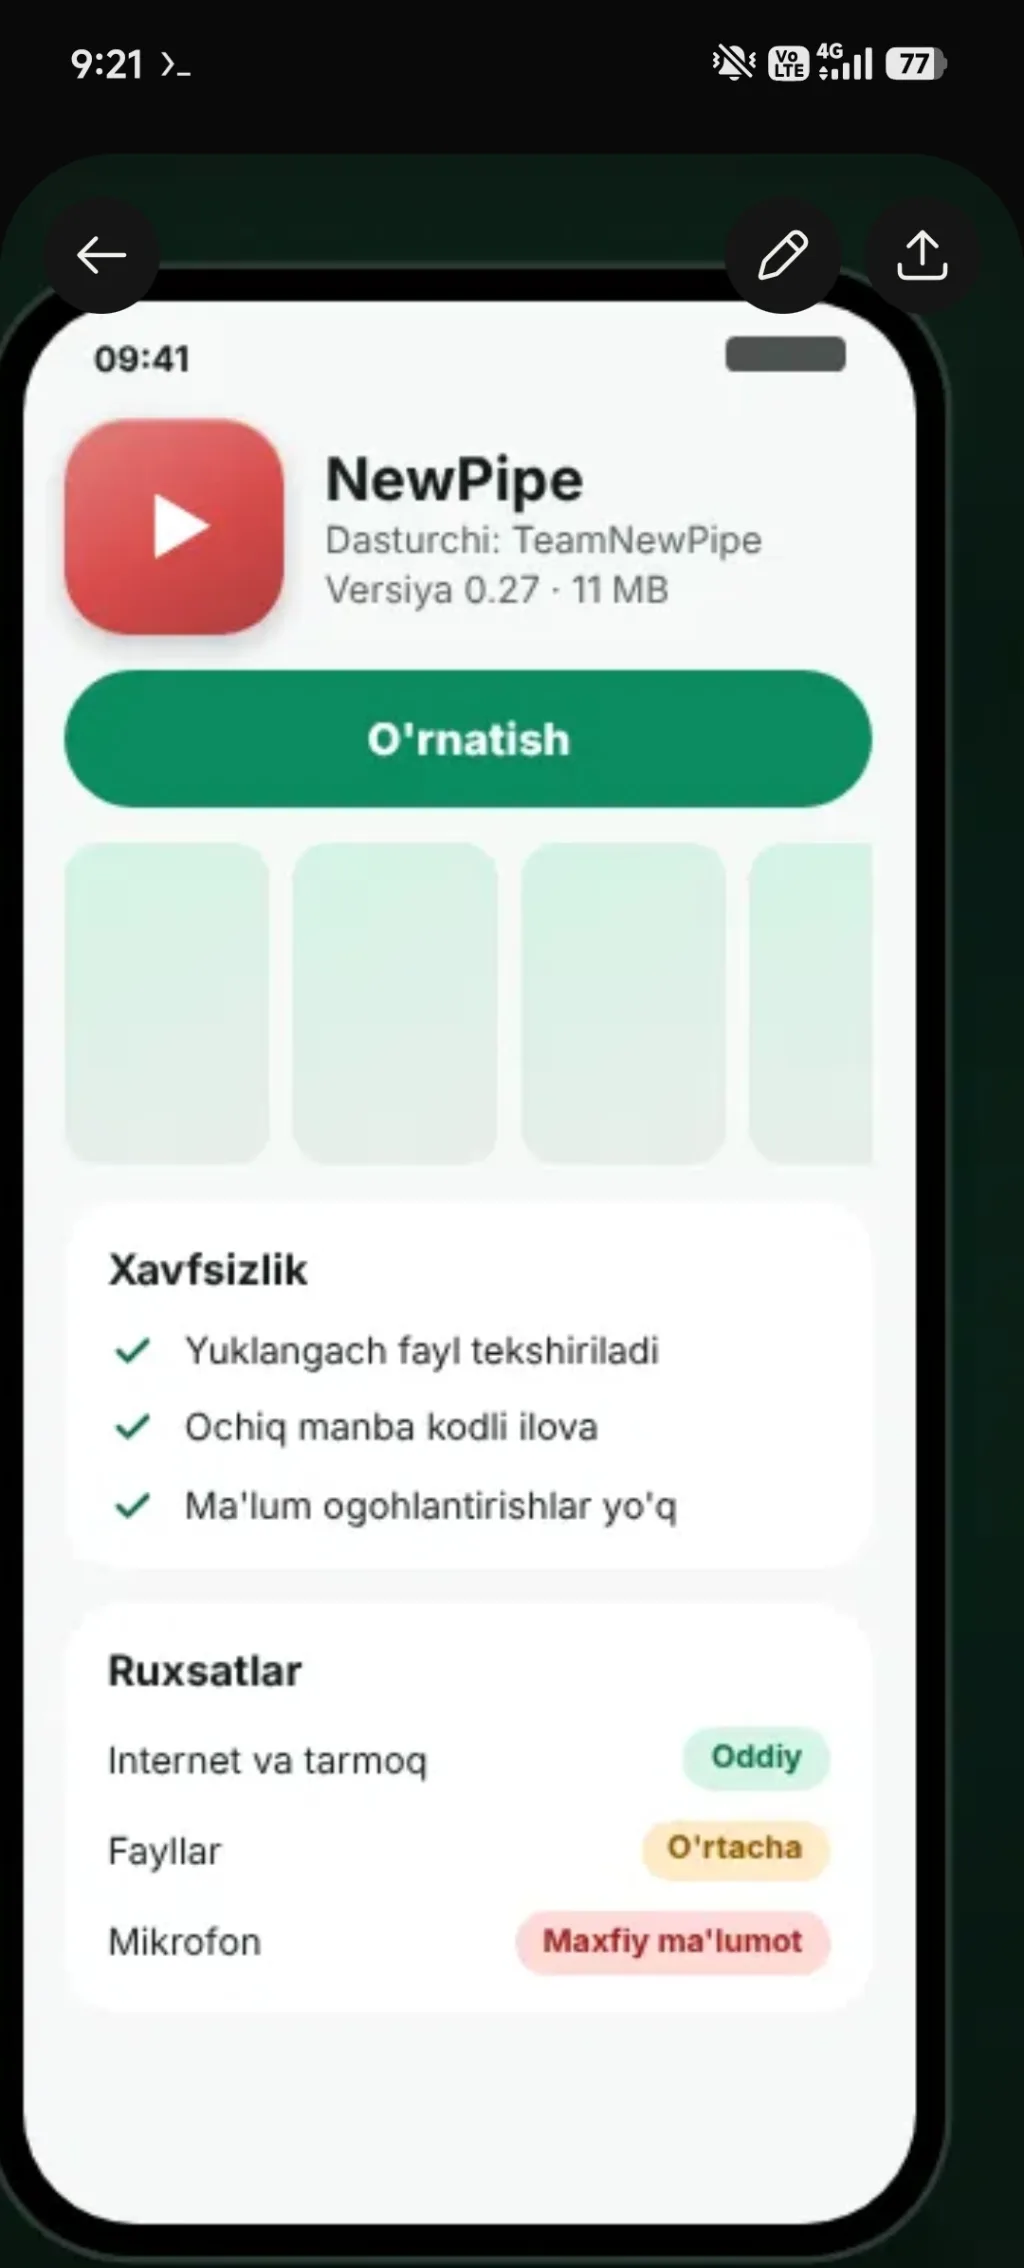 9:21
Vo
LTE
4G
77
09:41
NewPipe
Dasturchi: TeamNewPipe
Versiya 0.27 · 11 MB
O'rnatish
Xavfsizlik
Yuklangach fayl tekshiriladi
Ochiq manba kodli ilova
Ma'lum ogohlantirishlar yo'q
Ruxsatlar
Internet va tarmoq Oddiy
Fayllar O'rtacha
Mikrofon Maxfiy ma'lumot